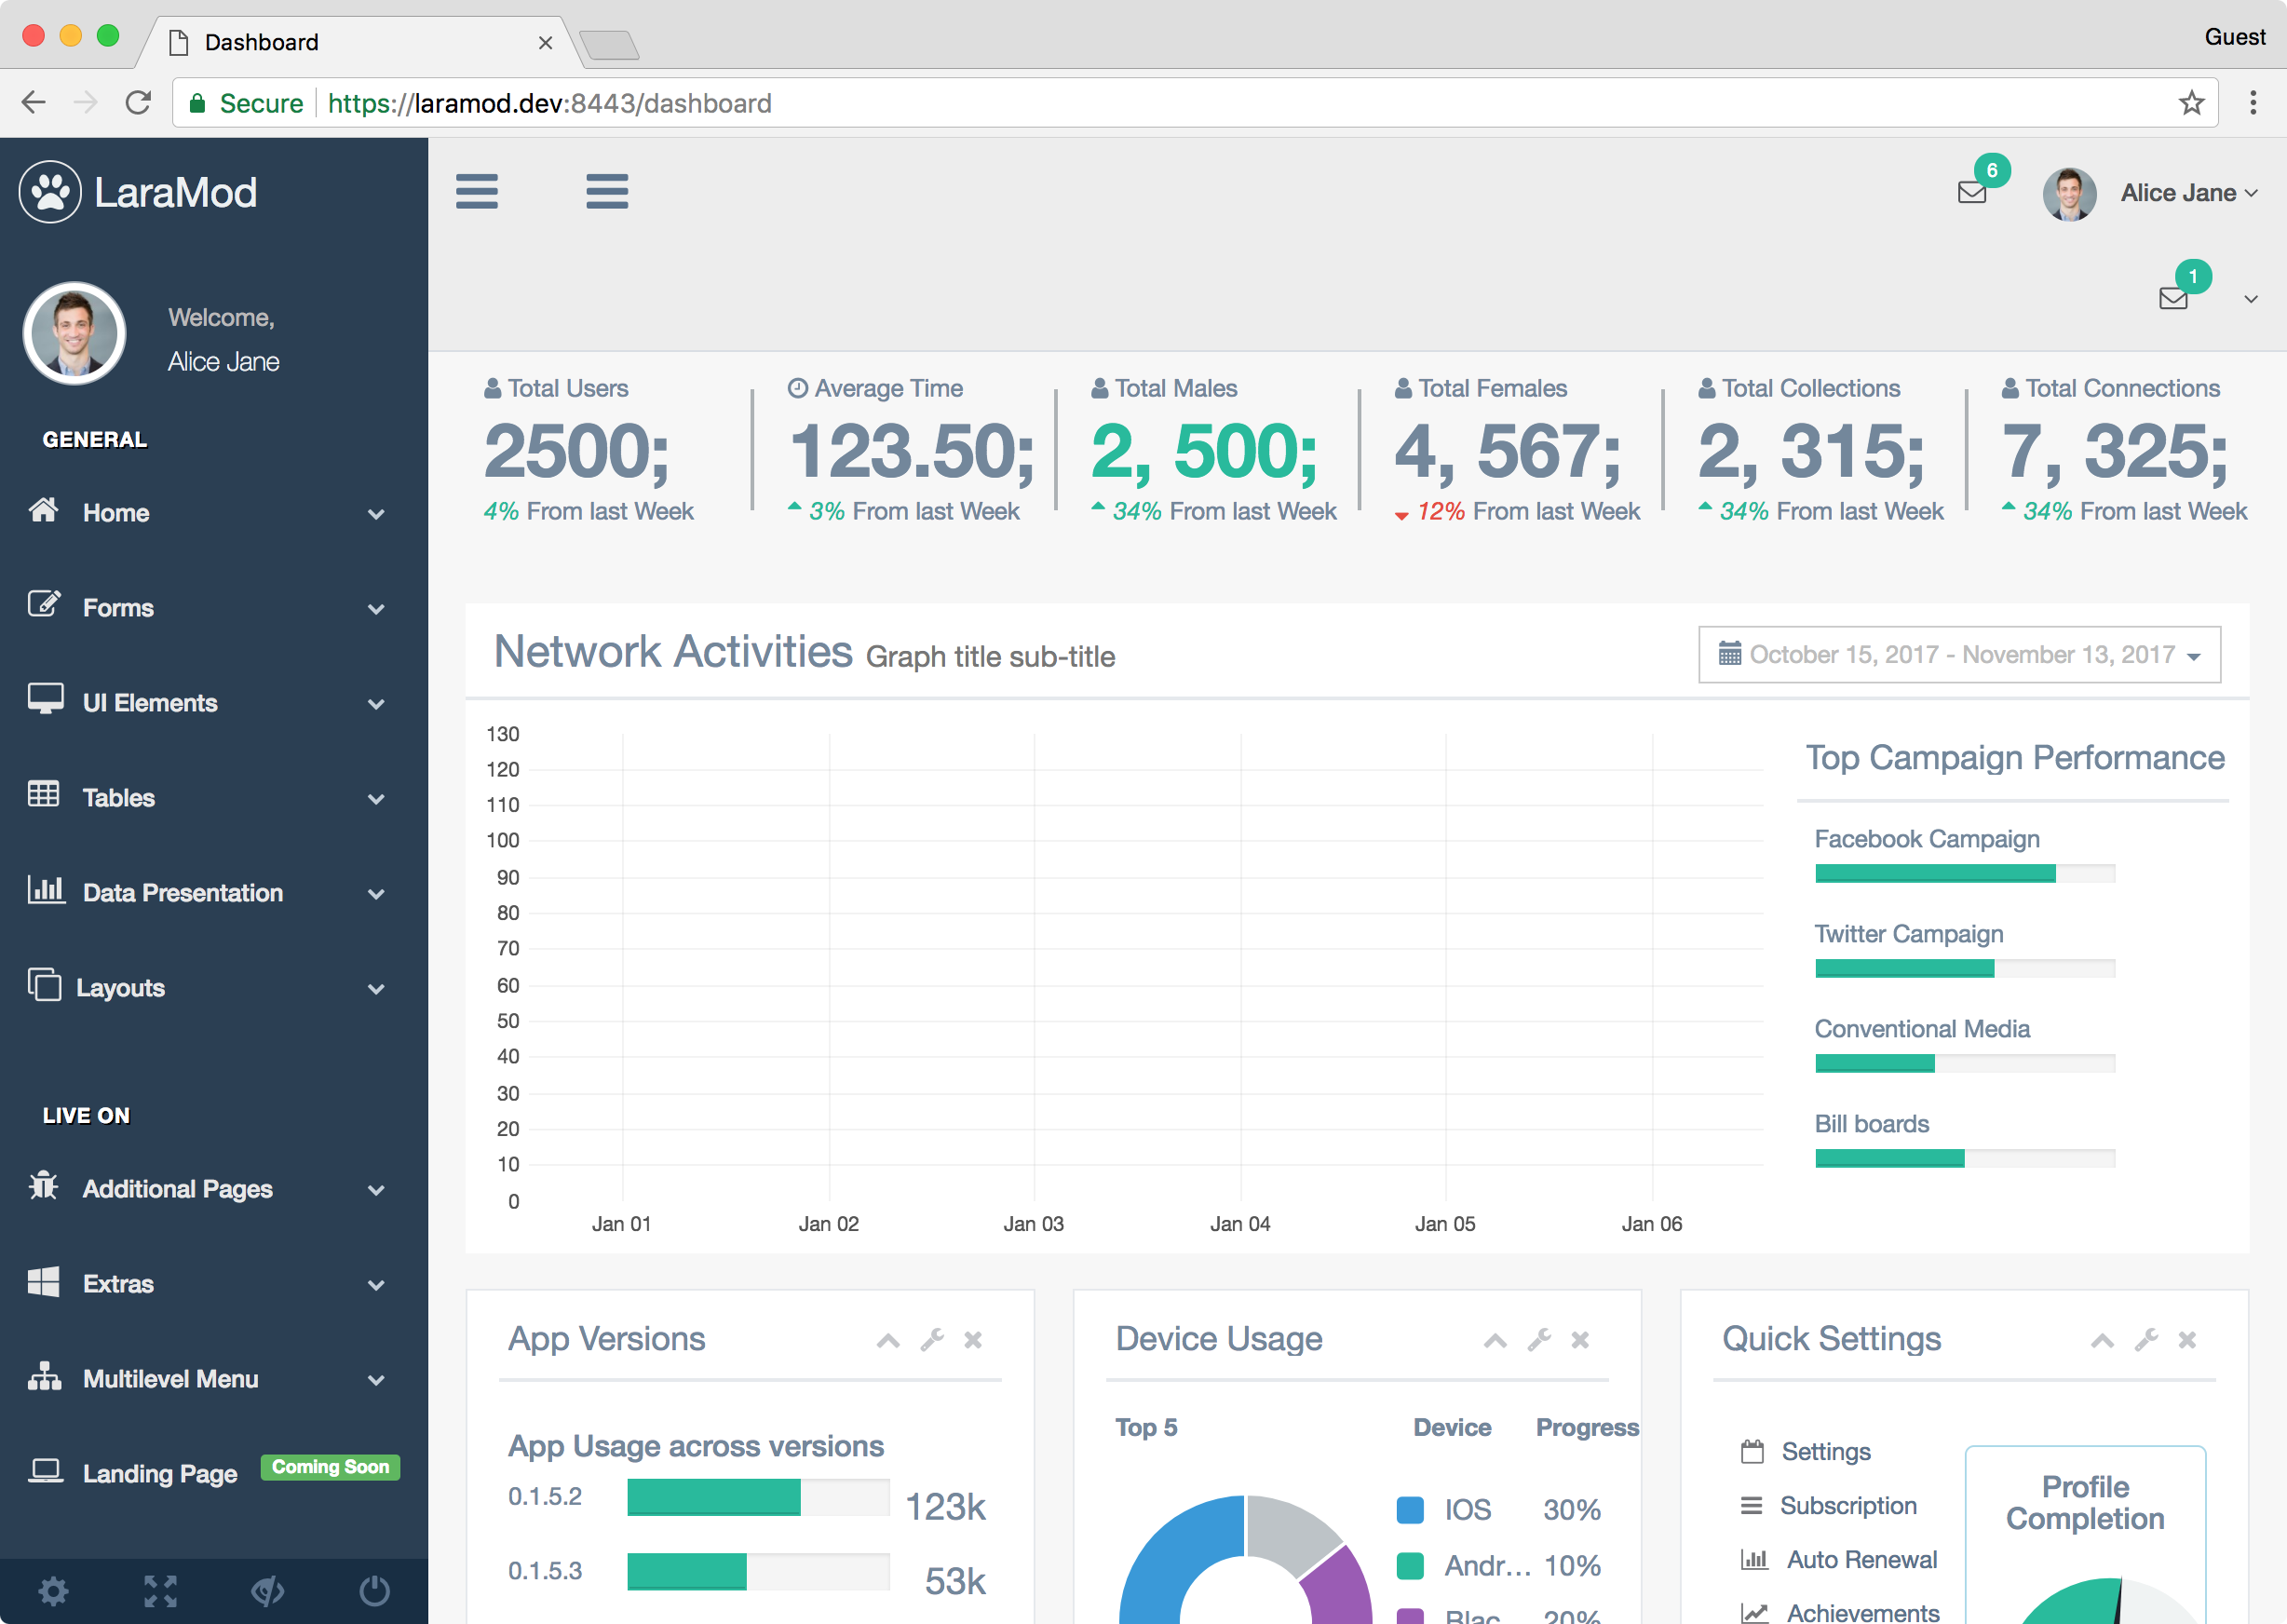 Dashboard
Guest
Secure https://laramod.dev:8443/dashboard
LaraMod
6
Alice Jane
1
Welcome,
Alice Jane
GENERAL
Home
Forms
UI Elements
Tables
Data Presentation
Layouts
LIVE ON
Additional Pages
Extras
Multilevel Menu
Landing Page Coming Soon
Total Users
2500;
4% From last Week
Average Time
123.50;
3% From last Week
Total Males
2, 500;
34% From last Week
Total Females
4, 567;
12% From last Week
Total Collections
2, 315;
34% From last Week
Total Connections
7, 325;
34% From last Week
Network Activities Graph title sub-title
October 15, 2017 - November 13, 2017
130
120
110
100
90
80
70
60
50
40
30
20
10
0
Jan 01 Jan 02 Jan 03 Jan 04 Jan 05 Jan 06
Top Campaign Performance
Facebook Campaign
Twitter Campaign
Conventional Media
Bill boards
App Versions
App Usage across versions
0.1.5.2 123k
0.1.5.3 53k
Device Usage
Top 5 Device Progress
IOS 30%
Andr... 10%
Blac... 20%
Quick Settings
Settings
Subscription
Auto Renewal
Achievements
Profile
Completion